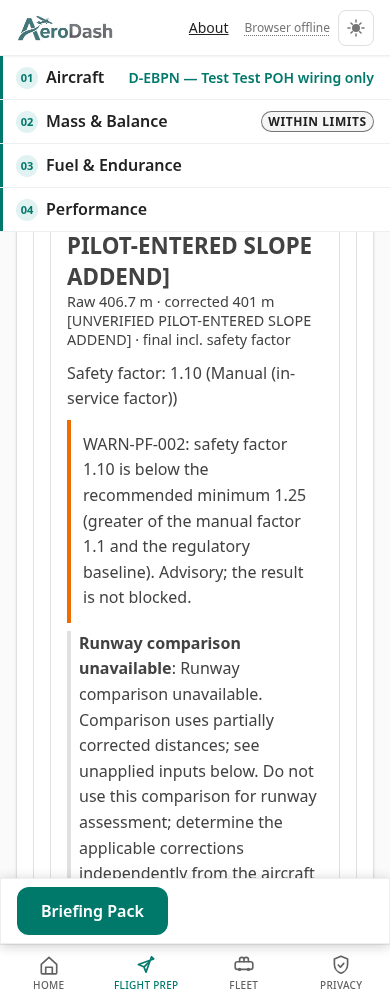 AeroDash
About
Browser offline
01 Aircraft D-EBPN — Test Test POH wiring only
02 Mass & Balance WITHIN LIMITS
03 Fuel & Endurance
04 Performance
PILOT-ENTERED SLOPE
ADDEND]
Raw 406.7 m · corrected 401 m
[UNVERIFIED PILOT-ENTERED SLOPE
ADDEND] · final incl. safety factor
Safety factor: 1.10 (Manual (in-
service factor))
WARN-PF-002: safety factor
1.10 is below the
recommended minimum 1.25
(greater of the manual factor
1.1 and the regulatory
baseline). Advisory; the result
is not blocked.
Runway comparison
unavailable: Runway
comparison unavailable.
Comparison uses partially
corrected distances; see
unapplied inputs below. Do not
use this comparison for runway
assessment; determine the
applicable corrections
independently from the aircraft
Briefing Pack
HOME
FLIGHT PREP
FLEET
PRIVACY